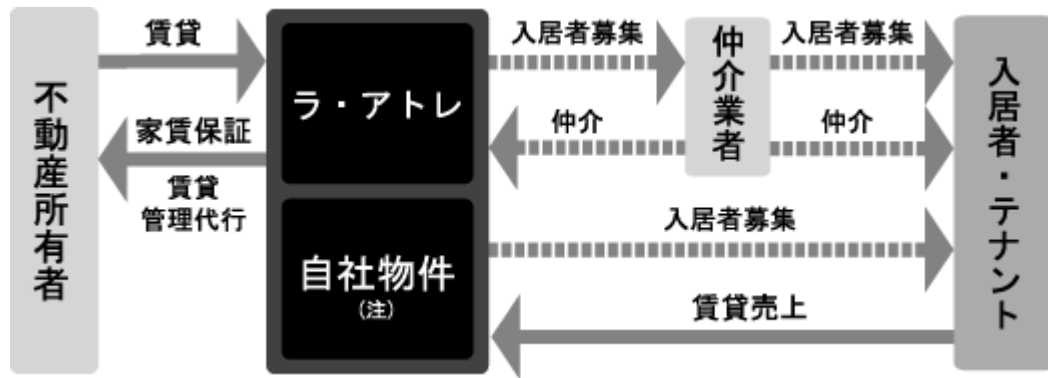 不動産所有者
賃貸
家賃保証
賃貸
管理代行
ラ・アトレ
自社物件
(注)
入居者募集
仲介
仲介業者
入居者募集
仲介
入居者募集
賃貸売上
入居者・テナント